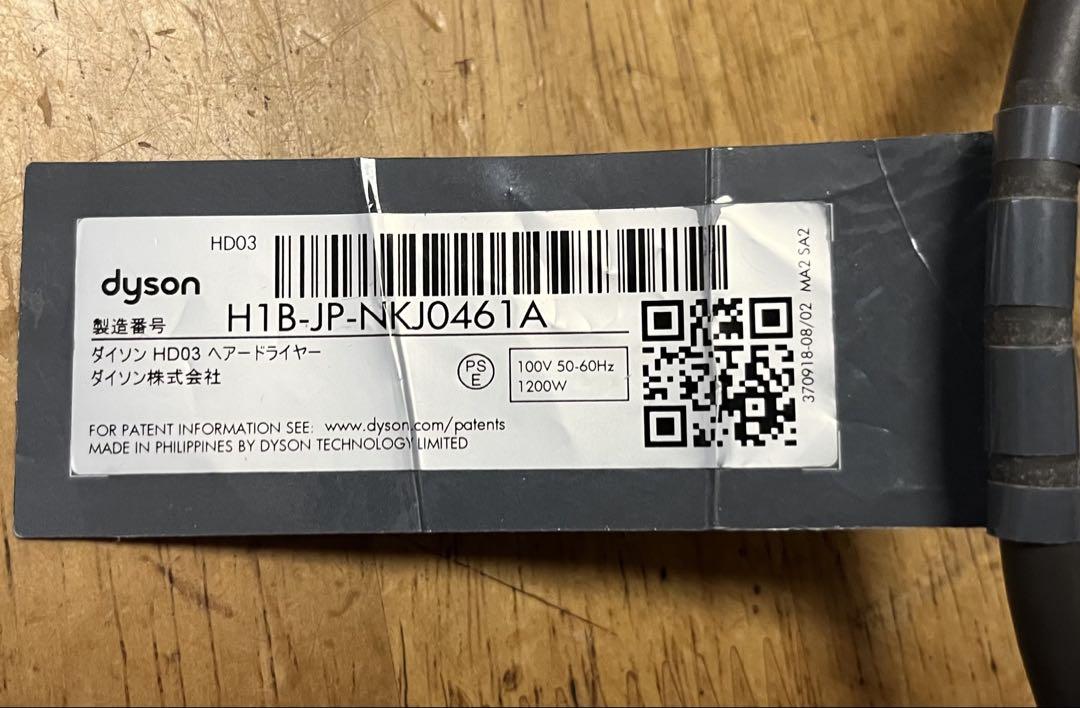 HD03
dyson
製造番号 H1B-JP-NKJ0461A
ダイソン HD03 ヘアードライヤー
ダイソン株式会社
PS
E
100V 50-60Hz
1200W
FOR PATENT INFORMATION SEE: www.dyson.com/patents
MADE IN PHILIPPINES BY DYSON TECHNOLOGY LIMITED
370918-08/02 MA2 SA2